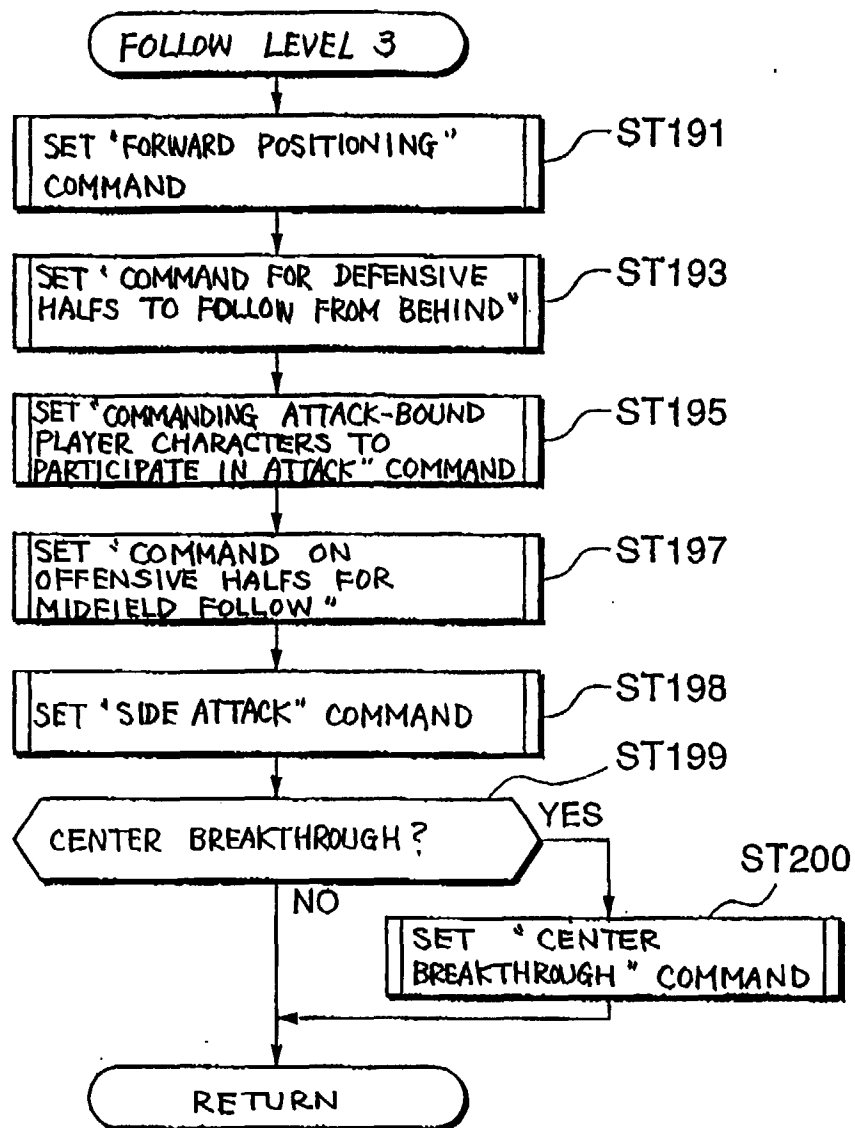 FOLLOW LEVEL 3
SET "FORWARD POSITIONING"
COMMAND
ST191
SET "COMMAND FOR DEFENSIVE
HALFS TO FOLLOW FROM BEHIND"
ST193
SET "COMMANDING ATTACK-BOUND
PLAYER CHARACTERS TO
PARTICIPATE IN ATTACK" COMMAND
ST195
SET "COMMAND ON
OFFENSIVE HALFS FOR
MIDFIELD FOLLOW"
ST197
SET "SIDE ATTACK" COMMAND
ST198
ST199
CENTER BREAKTHROUGH?
YES
NO
ST200
SET "CENTER
BREAKTHROUGH" COMMAND
RETURN